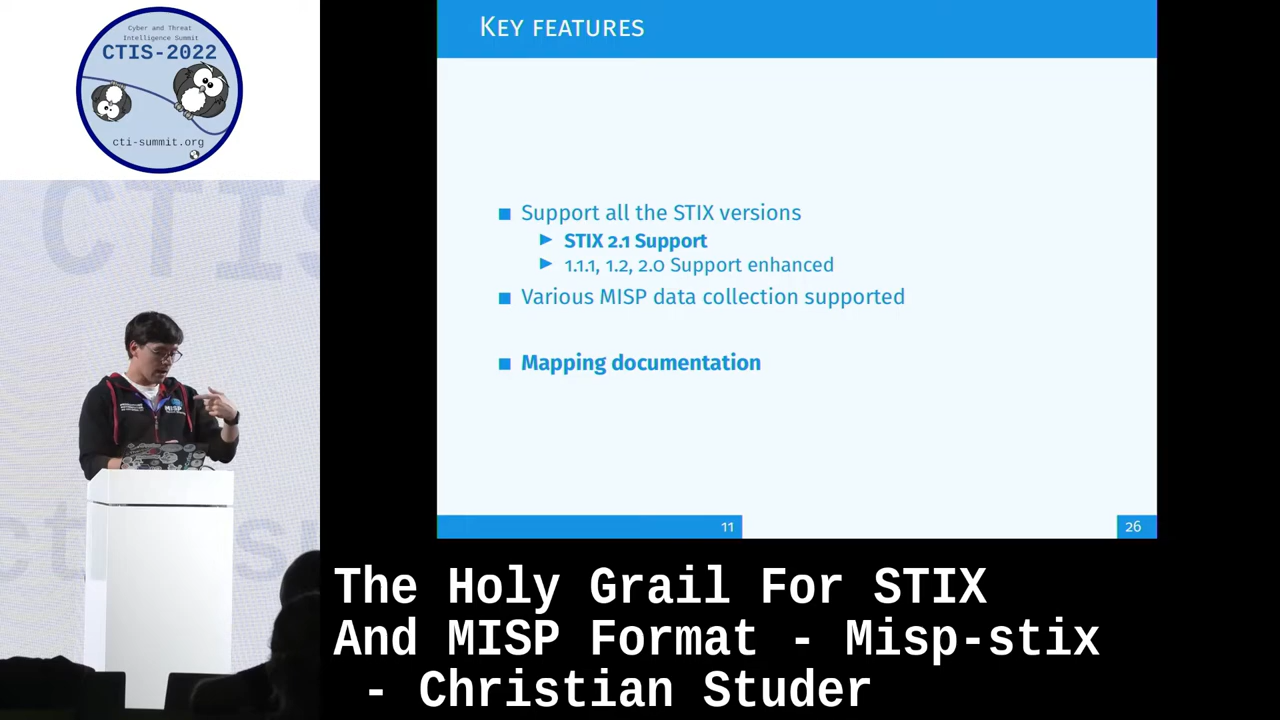 Cyber and Threat
Intelligence Summit
CTIS-2022
cti-summit.org
KEY FEATURES
Support all the STIX versions
STIX 2.1 Support
1.1.1, 1.2, 2.0 Support enhanced
Various MISP data collection supported
Mapping documentation
11
26
CTIS
MISP
The Holy Grail For STIX
And MISP Format - Misp-stix
- Christian Studer